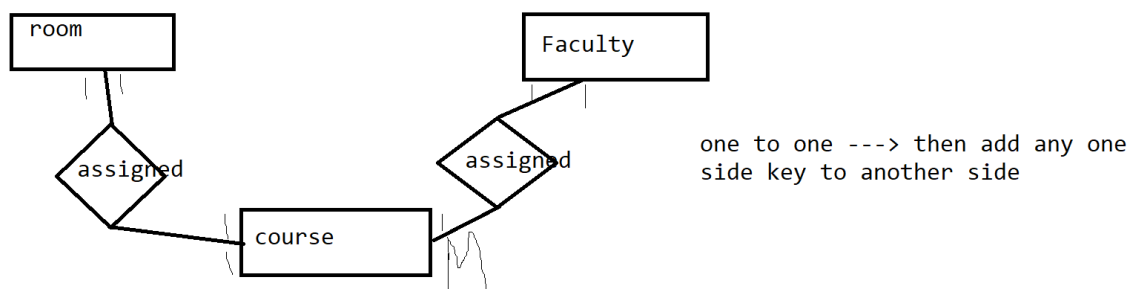 room
Faculty
assigned
assigned
one to one ---> then add any one
side key to another side
course